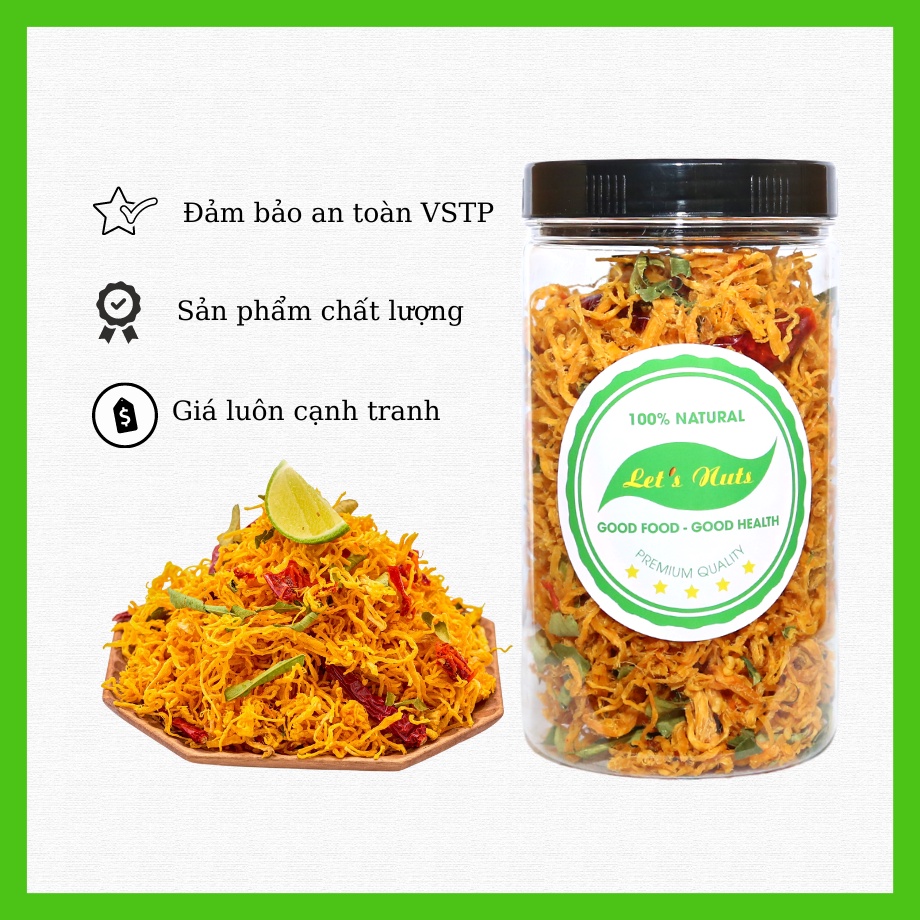 Đảm bảo an toàn VSTP
Sản phẩm chất lượng
$
Giá luôn cạnh tranh
100% NATURAL
Let's Nuts
GOOD FOOD - GOOD HEALTH
PREMIUM QUALITY